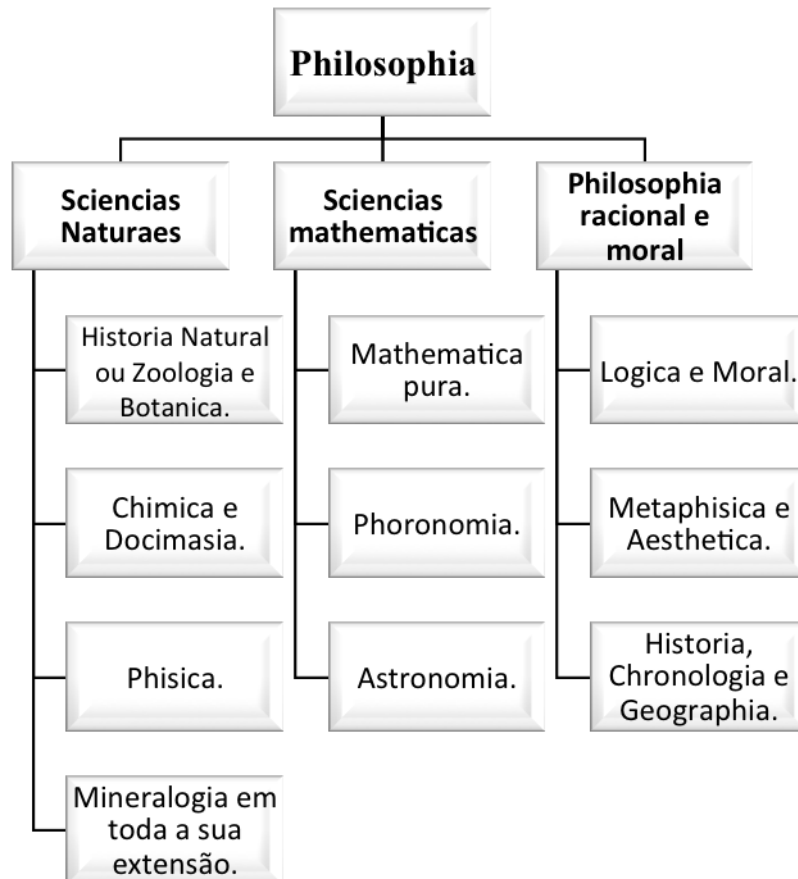 Philosophia
Sciencias
Naturaes
Historia Natural
ou Zoologia e
Botanica.
Chimica e
Docimasia.
Phisica.
Mineralogia em
toda a sua
extensão.
Sciencias
mathematicas
Mathematica
pura.
Phoronomia.
Astronomia.
Philosophia
racional e
moral
Logica e Moral.
Metaphisica e
Aesthetica.
Historia,
Chronologia e
Geographia.